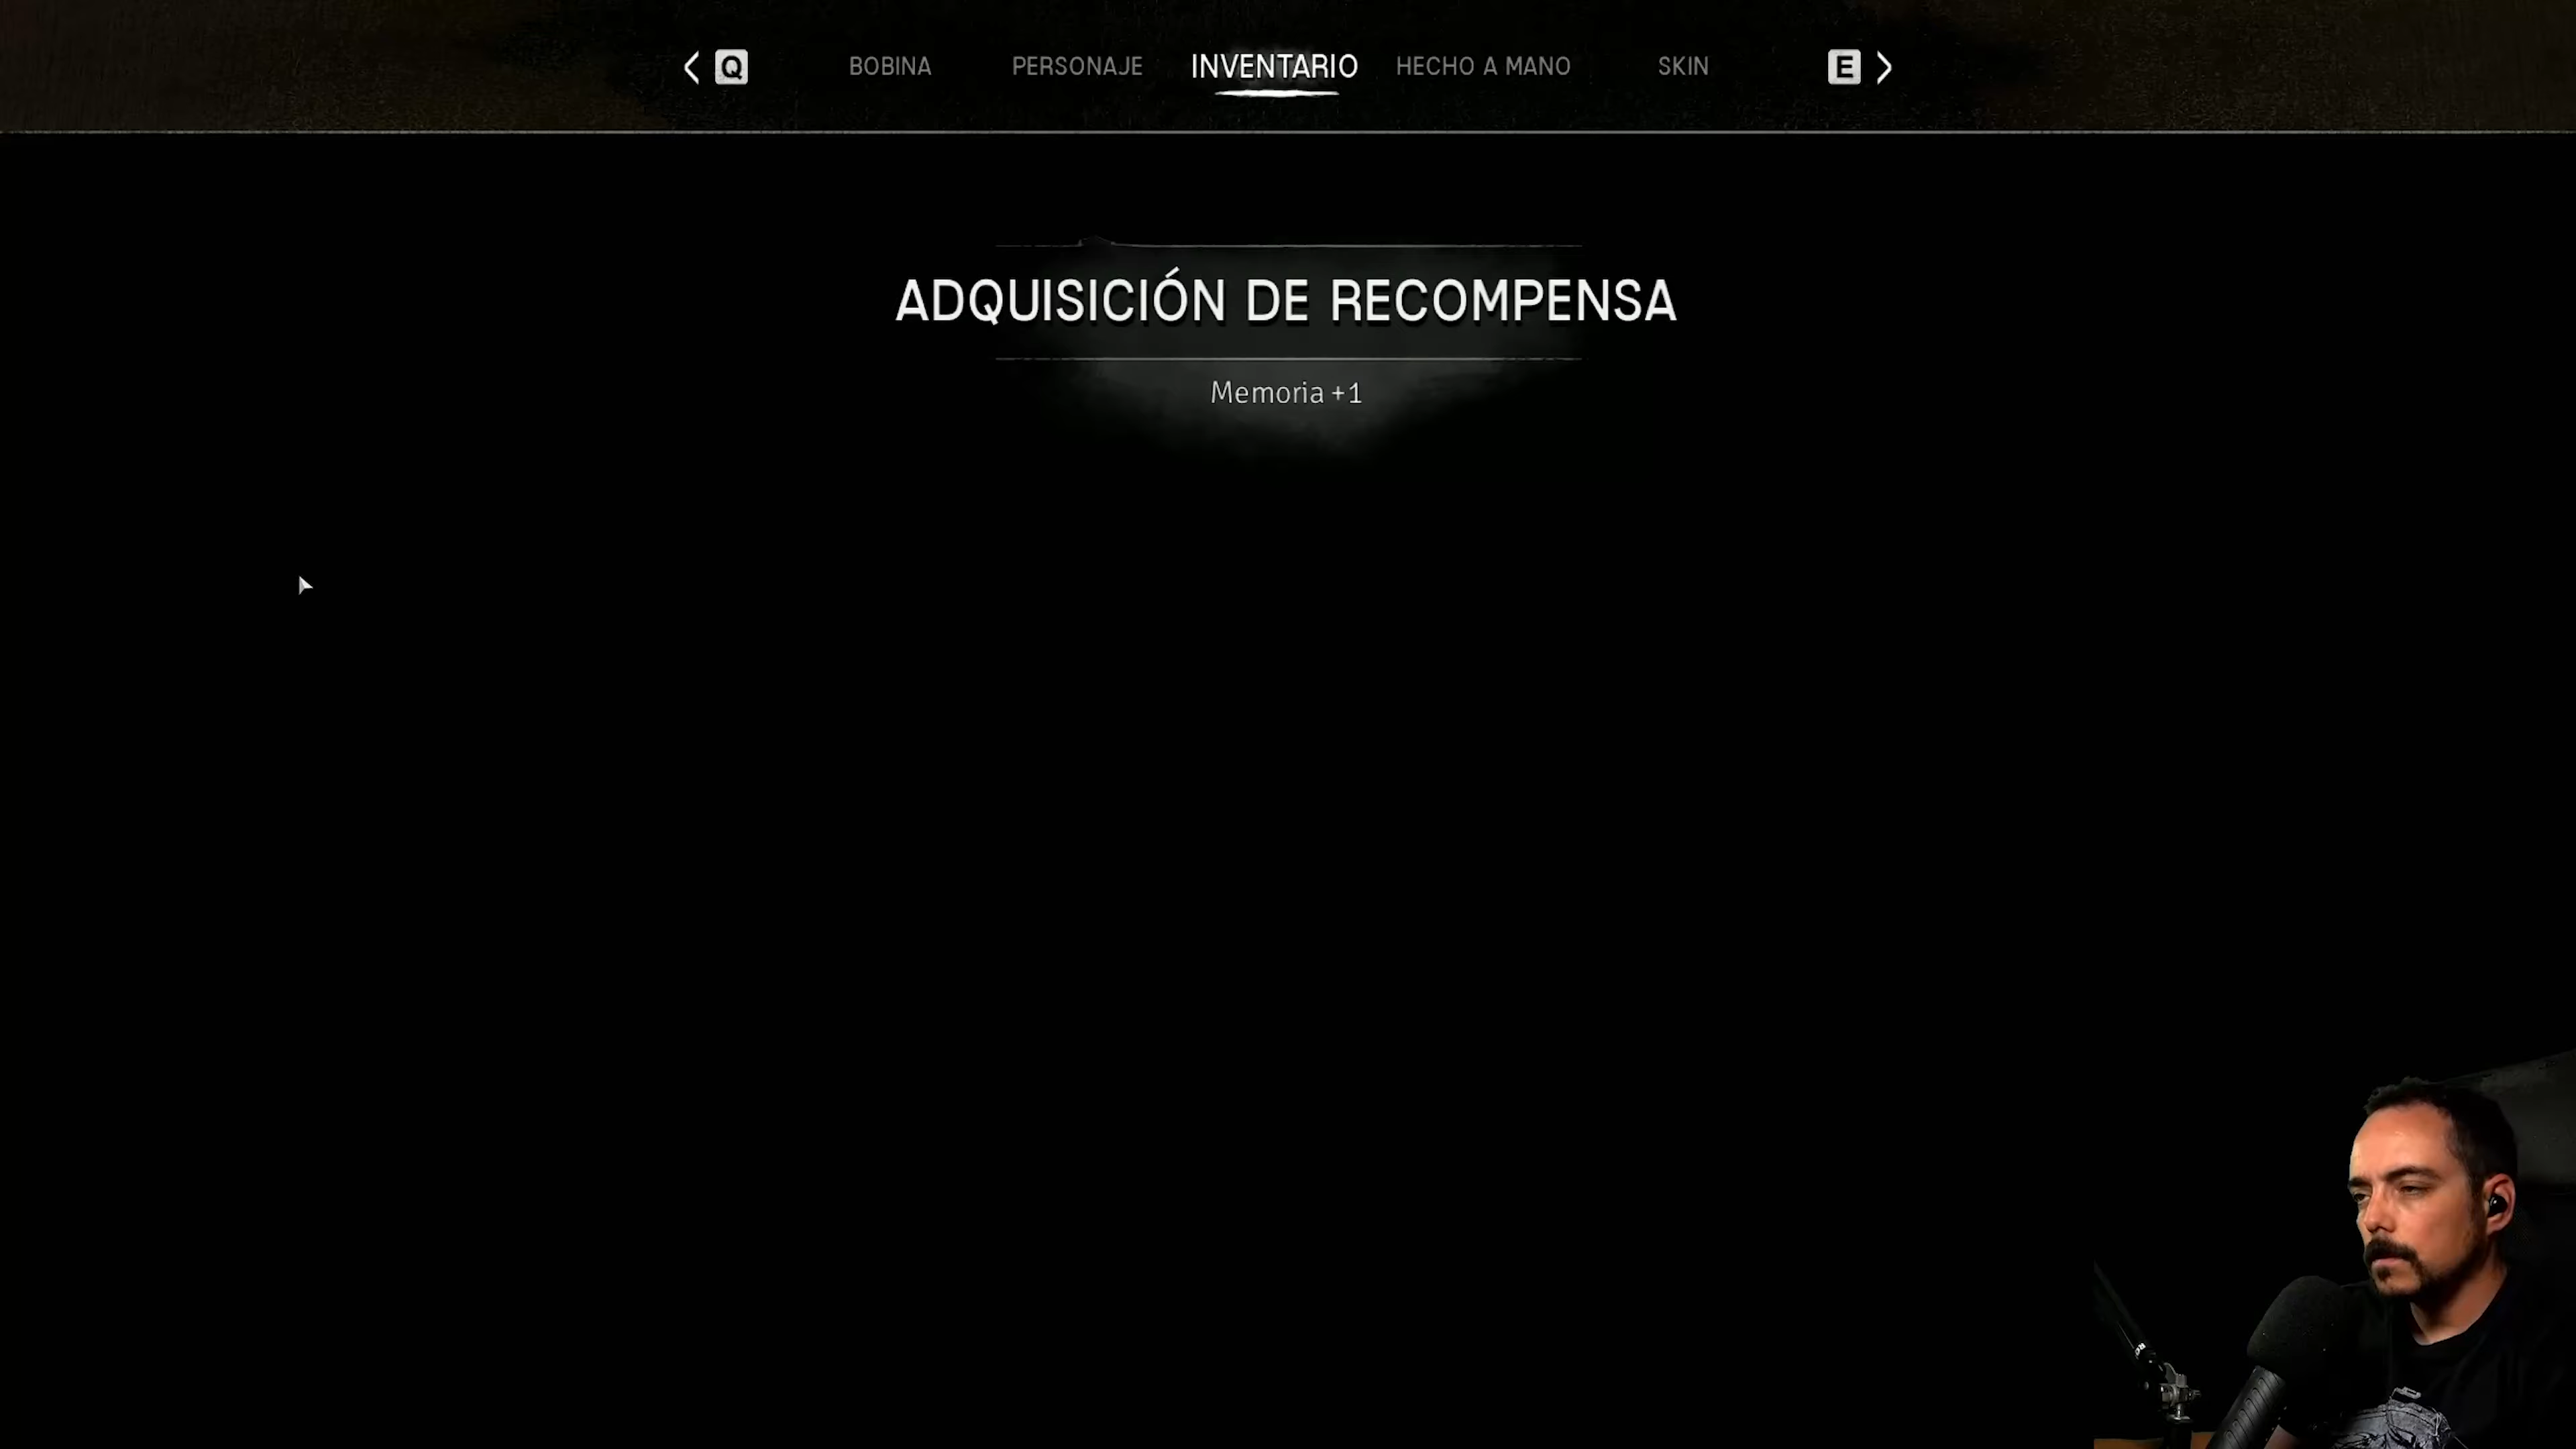 Q BOBINA PERSONAJE INVENTARIO HECHO A MANO SKIN E
ADQUISICIÓN DE RECOMPENSA
Memoria +1